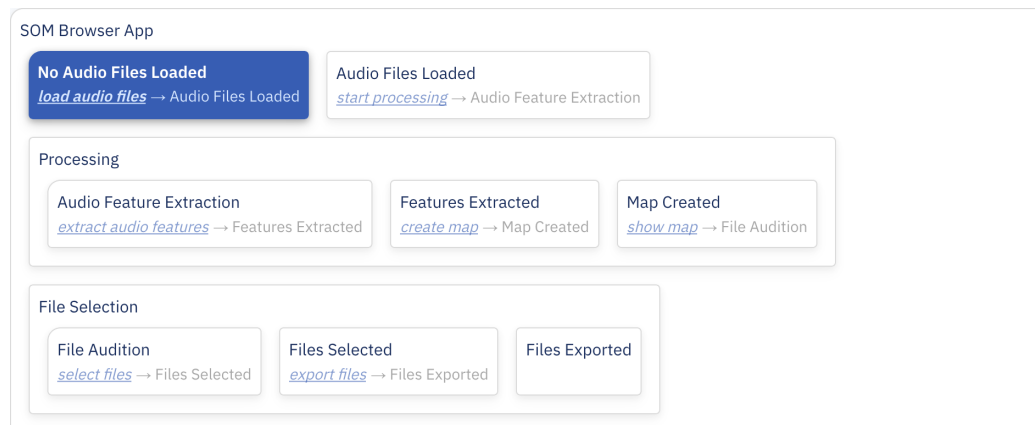 SOM Browser App
No Audio Files Loaded
load audio files → Audio Files Loaded
Audio Files Loaded
start processing → Audio Feature Extraction
Processing
Audio Feature Extraction
extract audio features → Features Extracted
Features Extracted
create map → Map Created
Map Created
show map → File Audition
File Selection
File Audition
select files → Files Selected
Files Selected
export files → Files Exported
Files Exported